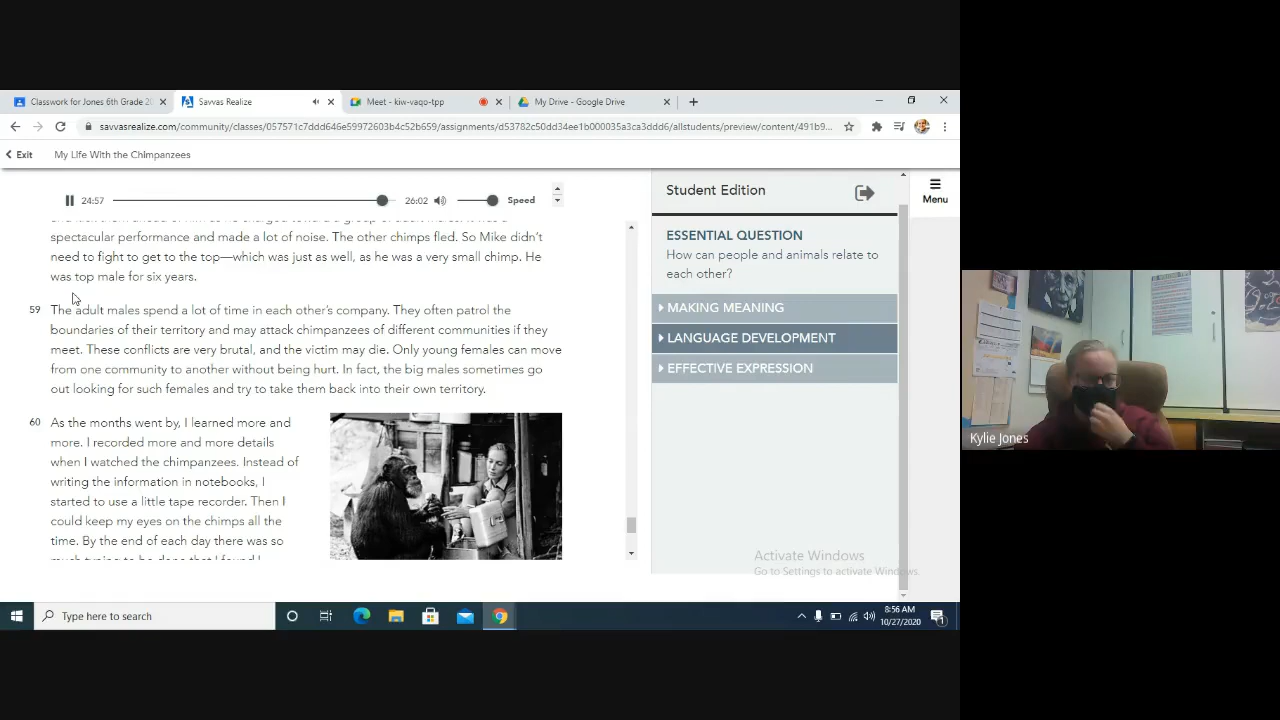 Classwork for Jones 6th Grade 2
Savvas Realize
Meet - kiw-vaqo-tpp
My Drive - Google Drive
savvasrealize.com/community/classes/057571c7ddd646e59972603b4c52b659/assignments/d53782c50dd34ee1b000035a3ca3ddd6/allstudents/preview/content/491b9...
Exit
My Life With the Chimpanzees
24:57
26:02
Speed
spectacular performance and made a lot of noise. The other chimps fled. So Mike didn't
need to fight to get to the top—which was just as well, as he was a very small chimp. He
was top male for six years.
59
The adult males spend a lot of time in each other's company. They often patrol the
boundaries of their territory and may attack chimpanzees of different communities if they
meet. These conflicts are very brutal, and the victim may die. Only young females can move
from one community to another without being hurt. In fact, the big males sometimes go
out looking for such females and try to take them back into their own territory.
60
As the months went by, I learned more and
more. I recorded more and more details
when I watched the chimpanzees. Instead of
writing the information in notebooks, I
started to use a little tape recorder. Then I
could keep my eyes on the chimps all the
time. By the end of each day there was so
much typing to be done that I found I
Student Edition
Menu
ESSENTIAL QUESTION
How can people and animals relate to
each other?
MAKING MEANING
LANGUAGE DEVELOPMENT
EFFECTIVE EXPRESSION
Activate Windows
Go to Settings to activate Windows.
Type here to search
8:56 AM
10/27/2020
1
Kylie Jones